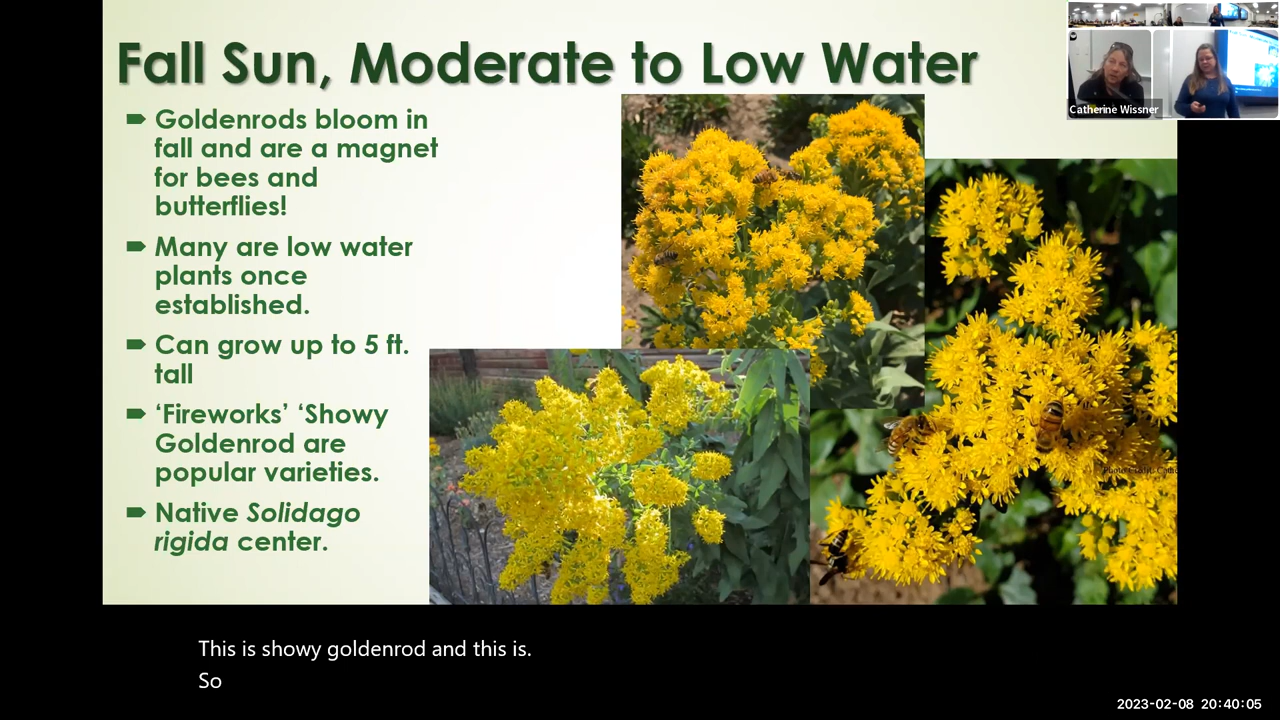 Fall Sun, Moderate to Low Water
Goldenrods bloom in
fall and are a magnet
for bees and
butterflies!
Many are low water
plants once
established.
Can grow up to 5 ft.
tall
‘Fireworks’ ‘Showy
Goldenrod are
popular varieties.
Native Solidago
rigida center.
Catherine Wissner
This is showy goldenrod and this is.
So
2023-02-08 20:40:05